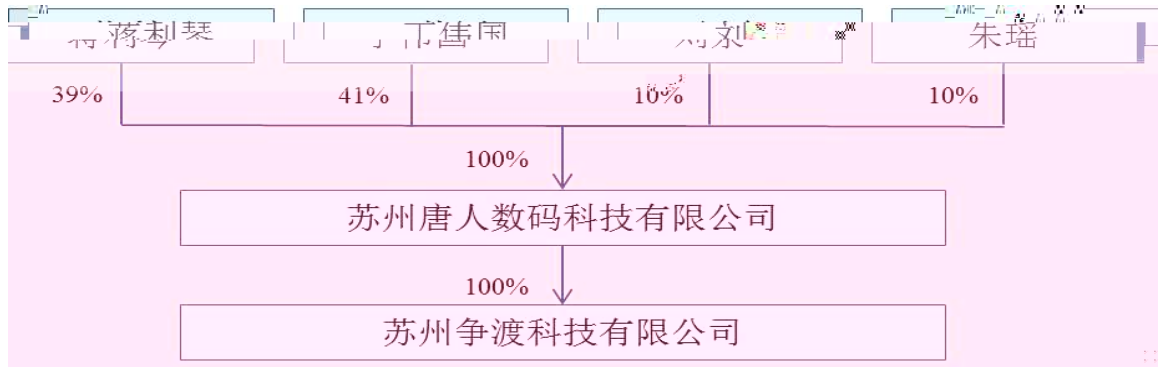 朱瑶
39% 41% 10% 10%
100%
苏州唐人数码科技有限公司
100%
苏州争渡科技有限公司